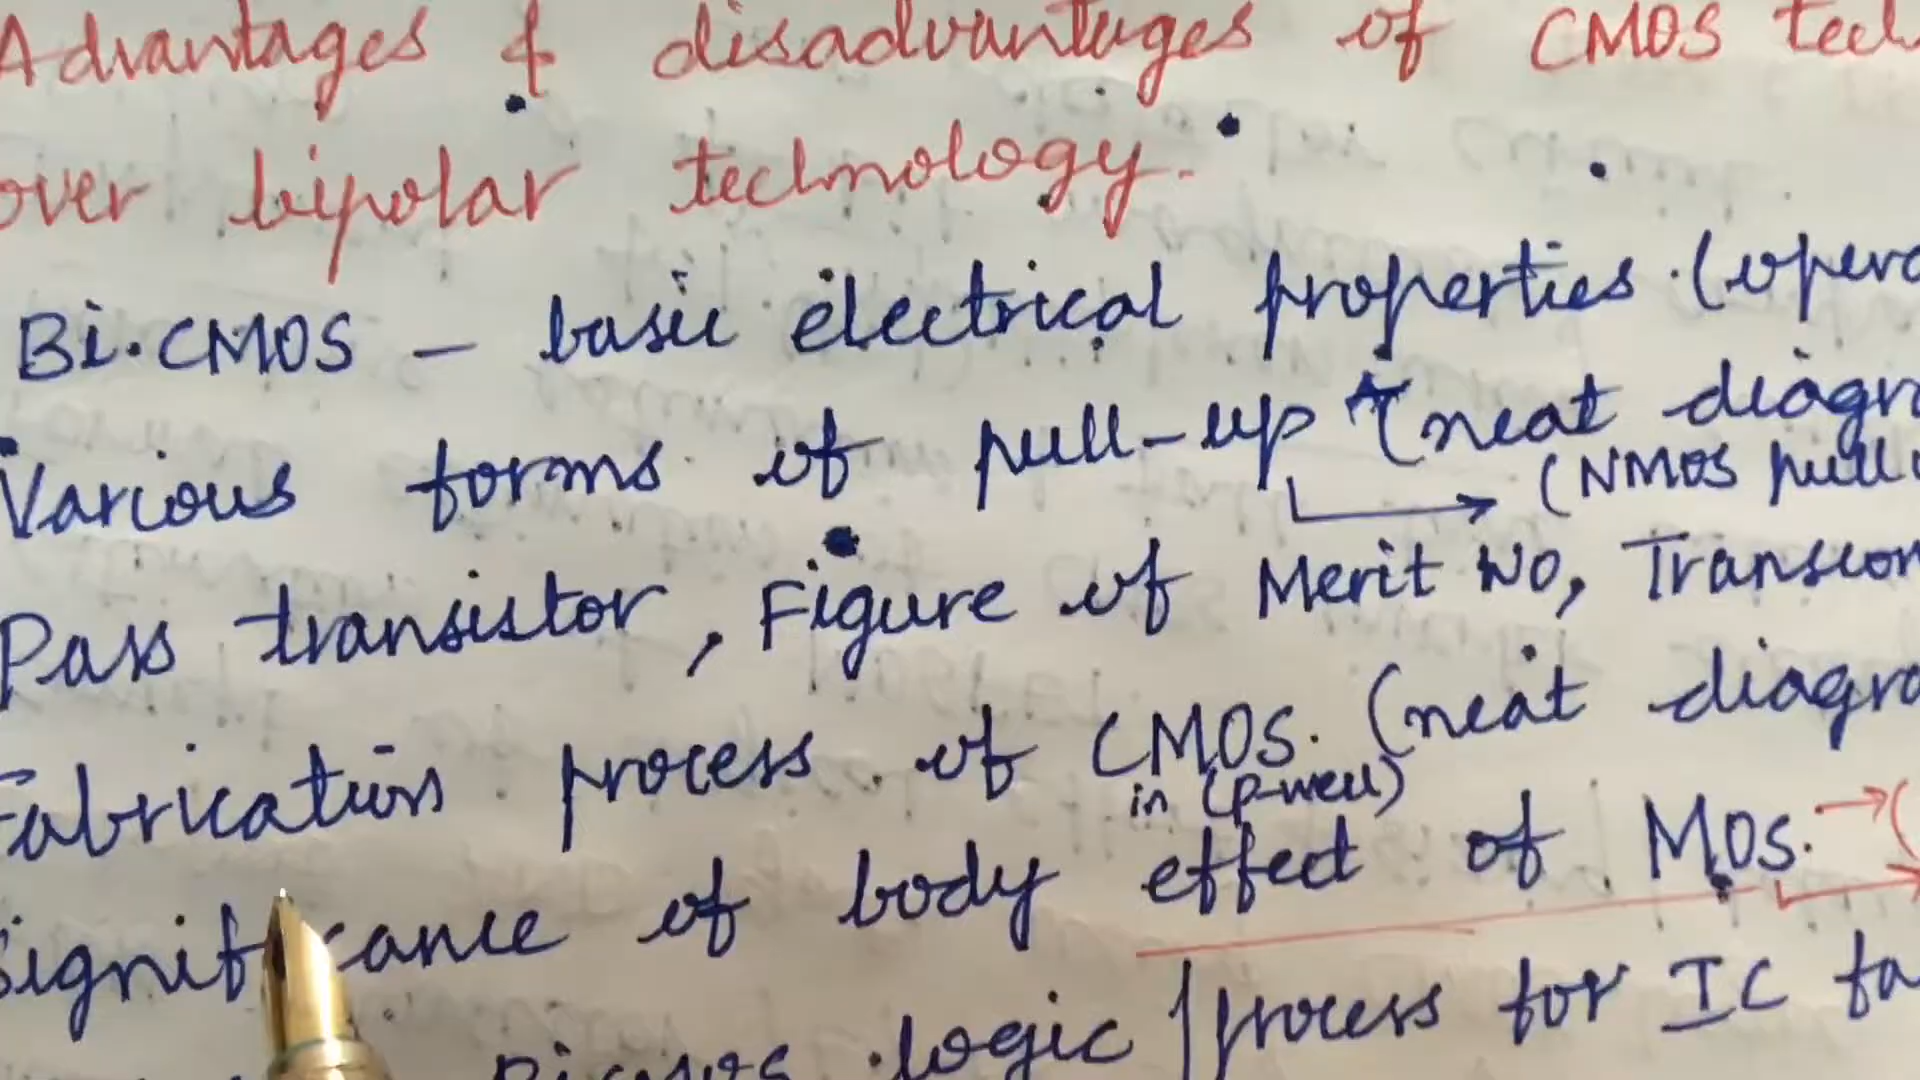 Advantages & disadvantages of CMOS tech
over bipolar technology.
Bi.CMOS - basic electrical properties. (opera
Various forms of pull-up (neat diagra
→ (NMOS pull u
Pass transistor, Figure of Merit WO, Transcon
Fabrication process of CMOS. (neat diagra
in (P-well)
Significance of body effect of MOS. → (
logic process for IC fa